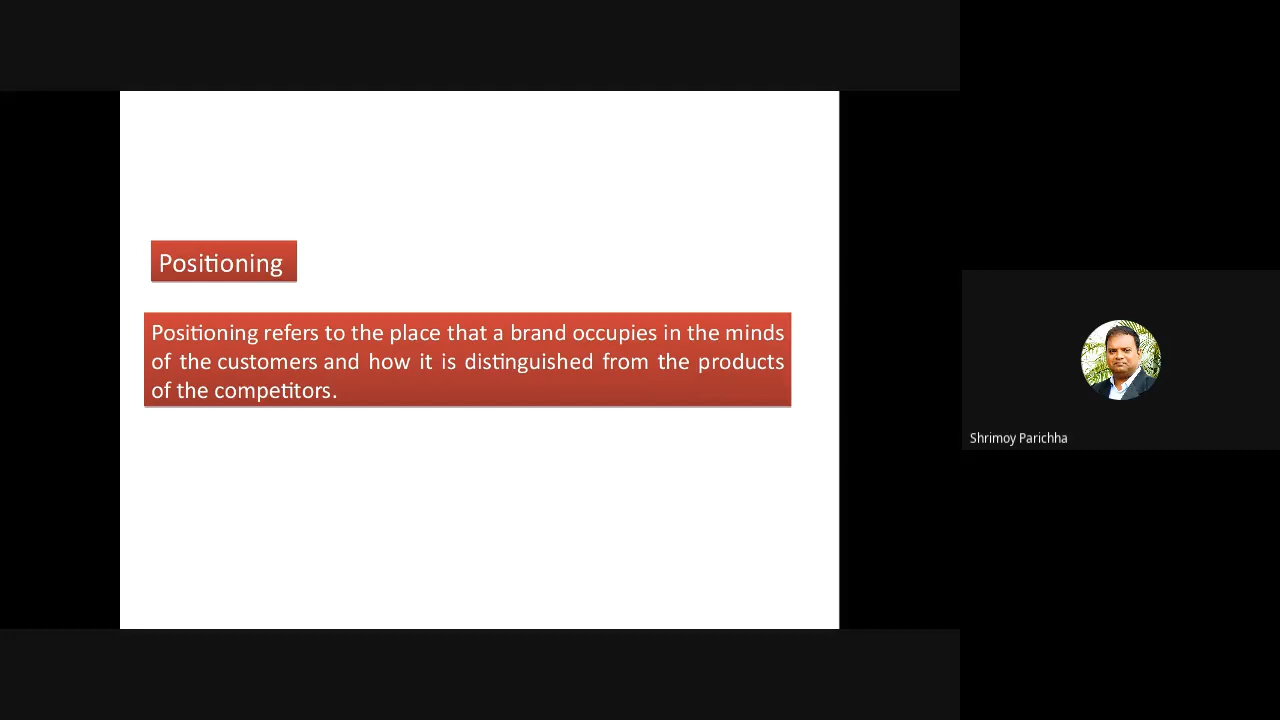 Positioning
Positioning refers to the place that a brand occupies in the minds
of the customers and how it is distinguished from the products
of the competitors.
Shrimoy Parichha